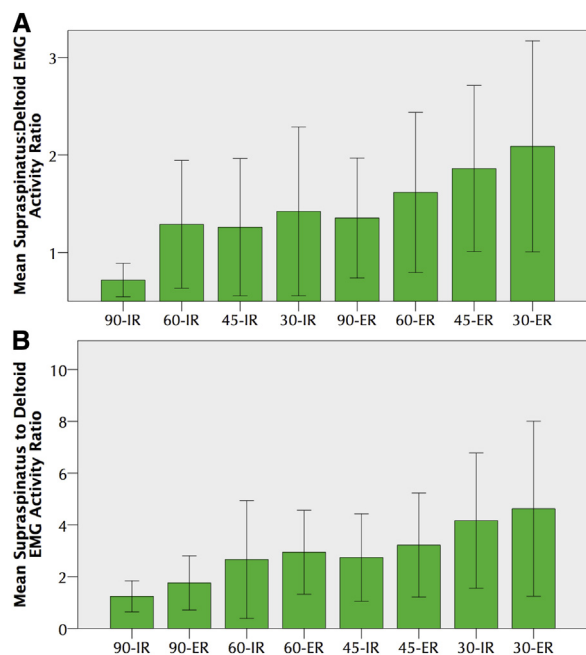 A
Mean Supraspinatus:Deltoid EMG
Activity Ratio
3
2
1
90-IR 60-IR 45-IR 30-IR 90-ER 60-ER 45-ER 30-ER
B
Mean Supraspinatus to Deltoid
EMG Activity Ratio
10
8
6
4
2
0
90-IR 90-ER 60-IR 60-ER 45-IR 45-ER 30-IR 30-ER